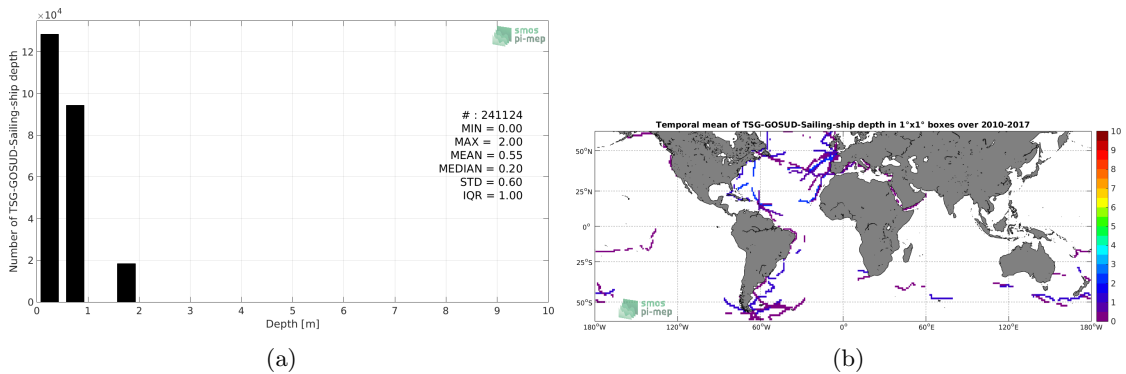 ×10⁴
12
10
8
6
4
2
0
0 1 2 3 4 5 6 7 8 9 10
Number of TSG-GOSUD-Sailing-ship depth
Depth [m]
smos
pi-mep
# : 241124
MIN = 0.00
MAX = 2.00
MEAN = 0.55
MEDIAN = 0.20
STD = 0.60
IQR = 1.00
(a)
Temporal mean of TSG-GOSUD-Sailing-ship depth in 1°x1° boxes over 2010-2017
50°N
25°N
0°
25°S
50°S
180°W 120°W 60°W 0° 60°E 120°E 180°W
smos
pi-mep
10
9
8
7
6
5
4
3
2
1
0
(b)